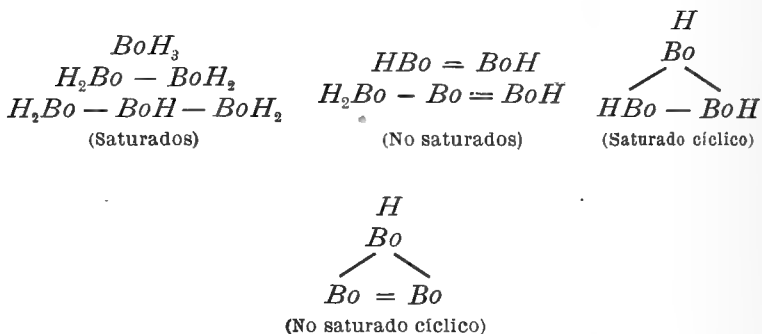 BoH₃
H₂Bo — BoH₂
H₂Bo — BoH — BoH₂
(Saturados)
HBo = BoH
H₂Bo — Bo = BoH
(No saturados)
H
Bo
HBo — BoH
(Saturado cíclico)
H
Bo
Bo = Bo
(No saturado cíclico)